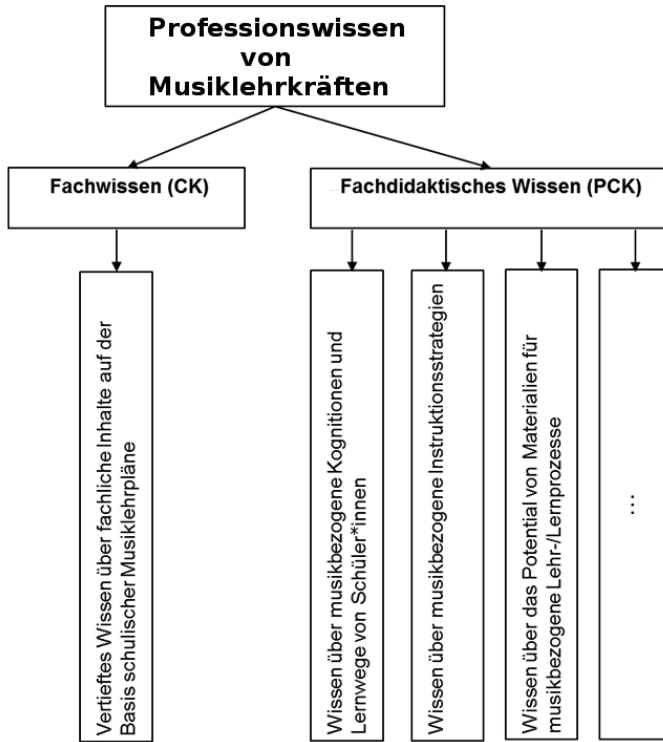 Professionswissen
von
Musiklehrkräften
Fachwissen (CK)
Fachdidaktisches Wissen (PCK)
Vertieftes Wissen über fachliche Inhalte auf der
Basis schulischer Musiklehrpläne
Wissen über musikbezogene Kognitionen und
Lernwege von Schüler*innen
Wissen über musikbezogene Instruktionsstrategien
Wissen über das Potential von Materialien für
musikbezogene Lehr-/Lernprozesse
...